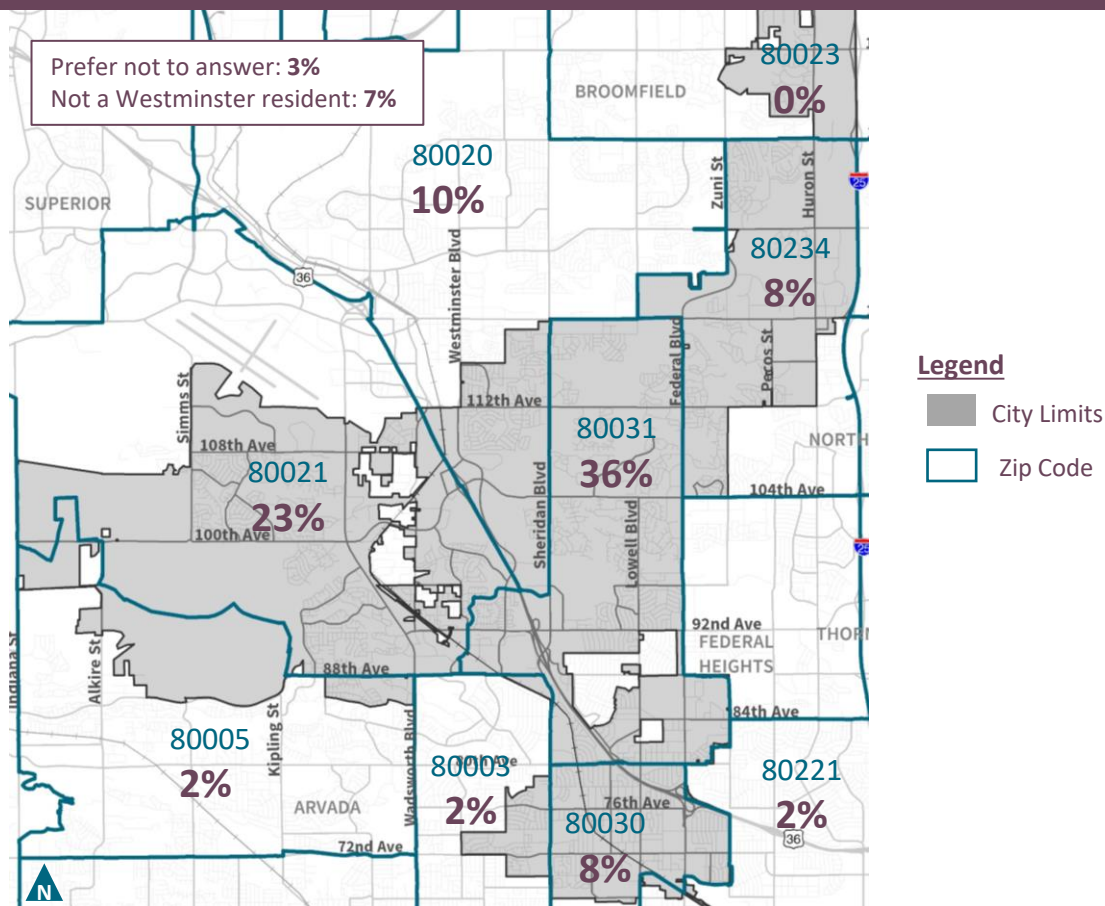 Prefer not to answer: 3%
Not a Westminster resident: 7%
80023
0%
BROOMFIELD
80020
10%
SUPERIOR
Zuni St
Huron St
25
80234
8%
36
Westminster Blvd
Federal Blvd
Pecos St
Legend
City Limits
Zip Code
Simms St
112th Ave
108th Ave
80021
23%
100th Ave
80031
36%
NORTH
104th Ave
Sheridan Blvd
Lowell Blvd
25
92nd Ave
FEDERAL
HEIGHTS
THOR
Indiana St
Alkire St
88th Ave
84th Ave
80005
2%
Kipling St
Wadsworth Blvd
80th Ave
80003
2%
80221
2%
ARVADA
76th Ave
80030
8%
36
72nd Ave
N